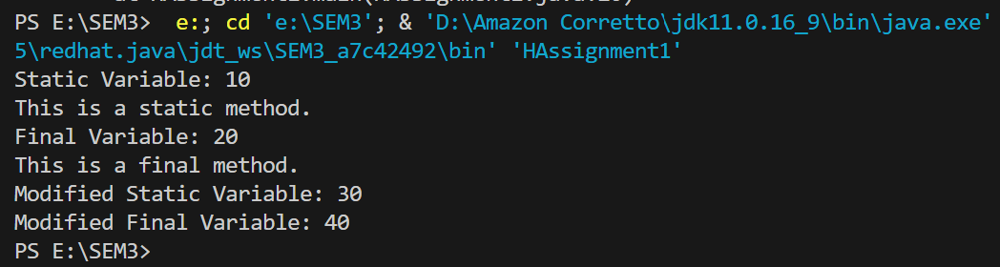 PS E:\SEM3>  e:; cd 'e:\SEM3'; & 'D:\Amazon Corretto\jdk11.0.16_9\bin\java.exe'
5\redhat.java\jdt_ws\SEM3_a7c42492\bin' 'HAssignment1'
Static Variable: 10
This is a static method.
Final Variable: 20
This is a final method.
Modified Static Variable: 30
Modified Final Variable: 40
PS E:\SEM3>